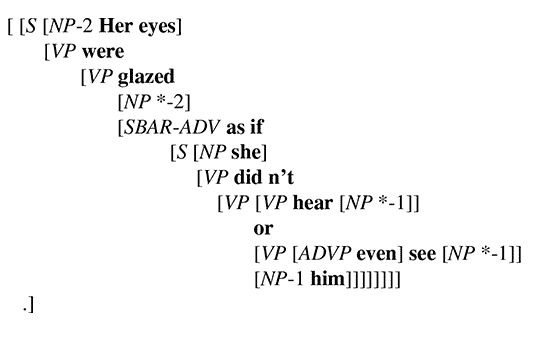 [ [S [NP-2 Her eyes]
[VP were
[VP glazed
[NP *-2]
[SBAR-ADV as if
[S [NP she]
[VP did n’t
[VP [VP hear [NP *-1]]
or
[VP [ADVP even] see [NP *-1]]
[NP-1 him]]]]]]]]
.]